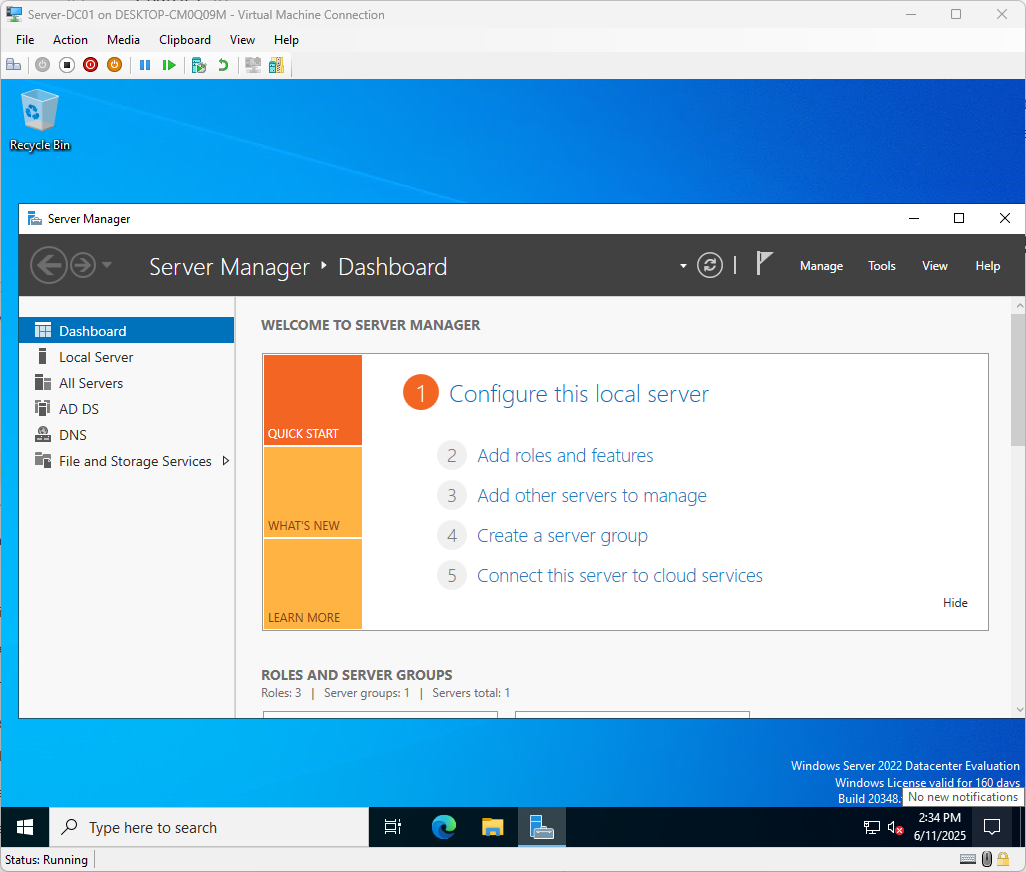 Server-DC01 on DESKTOP-CM0Q09M - Virtual Machine Connection
File Action Media Clipboard View Help
Recycle Bin
Server Manager
Server Manager ‣ Dashboard
Manage Tools View Help
Dashboard
Local Server
All Servers
AD DS
DNS
File and Storage Services
WELCOME TO SERVER MANAGER
QUICK START
WHAT'S NEW
LEARN MORE
1 Configure this local server
2 Add roles and features
3 Add other servers to manage
4 Create a server group
5 Connect this server to cloud services
Hide
ROLES AND SERVER GROUPS
Roles: 3 | Server groups: 1 | Servers total: 1
Windows Server 2022 Datacenter Evaluation
Windows License valid for 160 days
Build 20348.
No new notifications
Type here to search
2:34 PM
6/11/2025
Status: Running